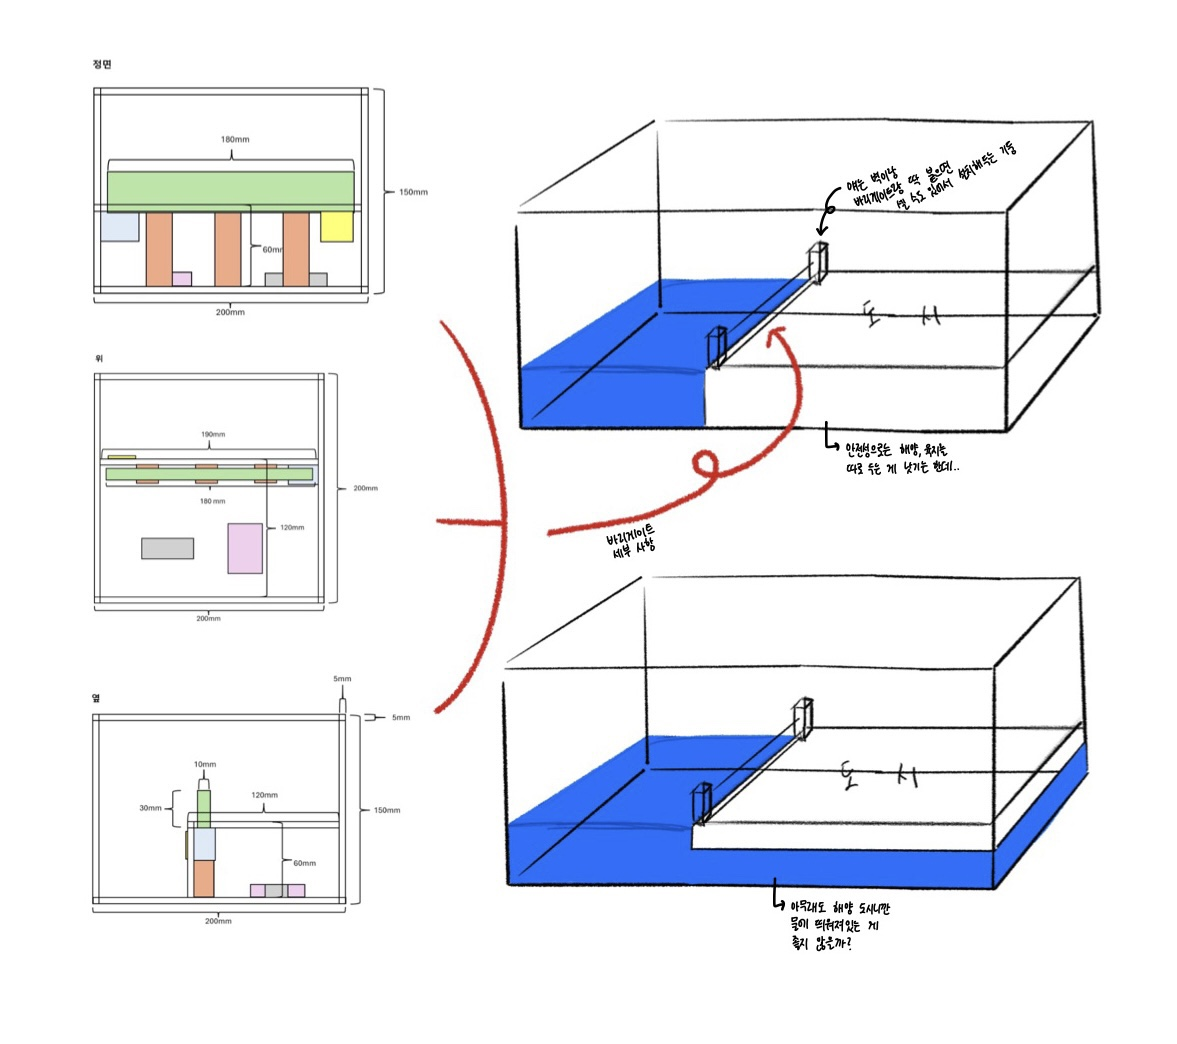 정면
180mm
150mm
60mm
200mm
위
190mm
200mm
180 mm
120mm
200mm
옆
5mm
5mm
10mm
120mm
30mm
150mm
60mm
200mm
얘는 벽이랑
바리게이트랑 딱 붙으면
샐 수도 있어서 설치해두는 기둥
도 시
안전성으로는 해양, 육지를
따로 두는 게 낫기는 한데..
바리게이트
세부 사항
도 시
아무래도 해양 도시니깐
물에 띄워져있는 게
좋지 않을까?